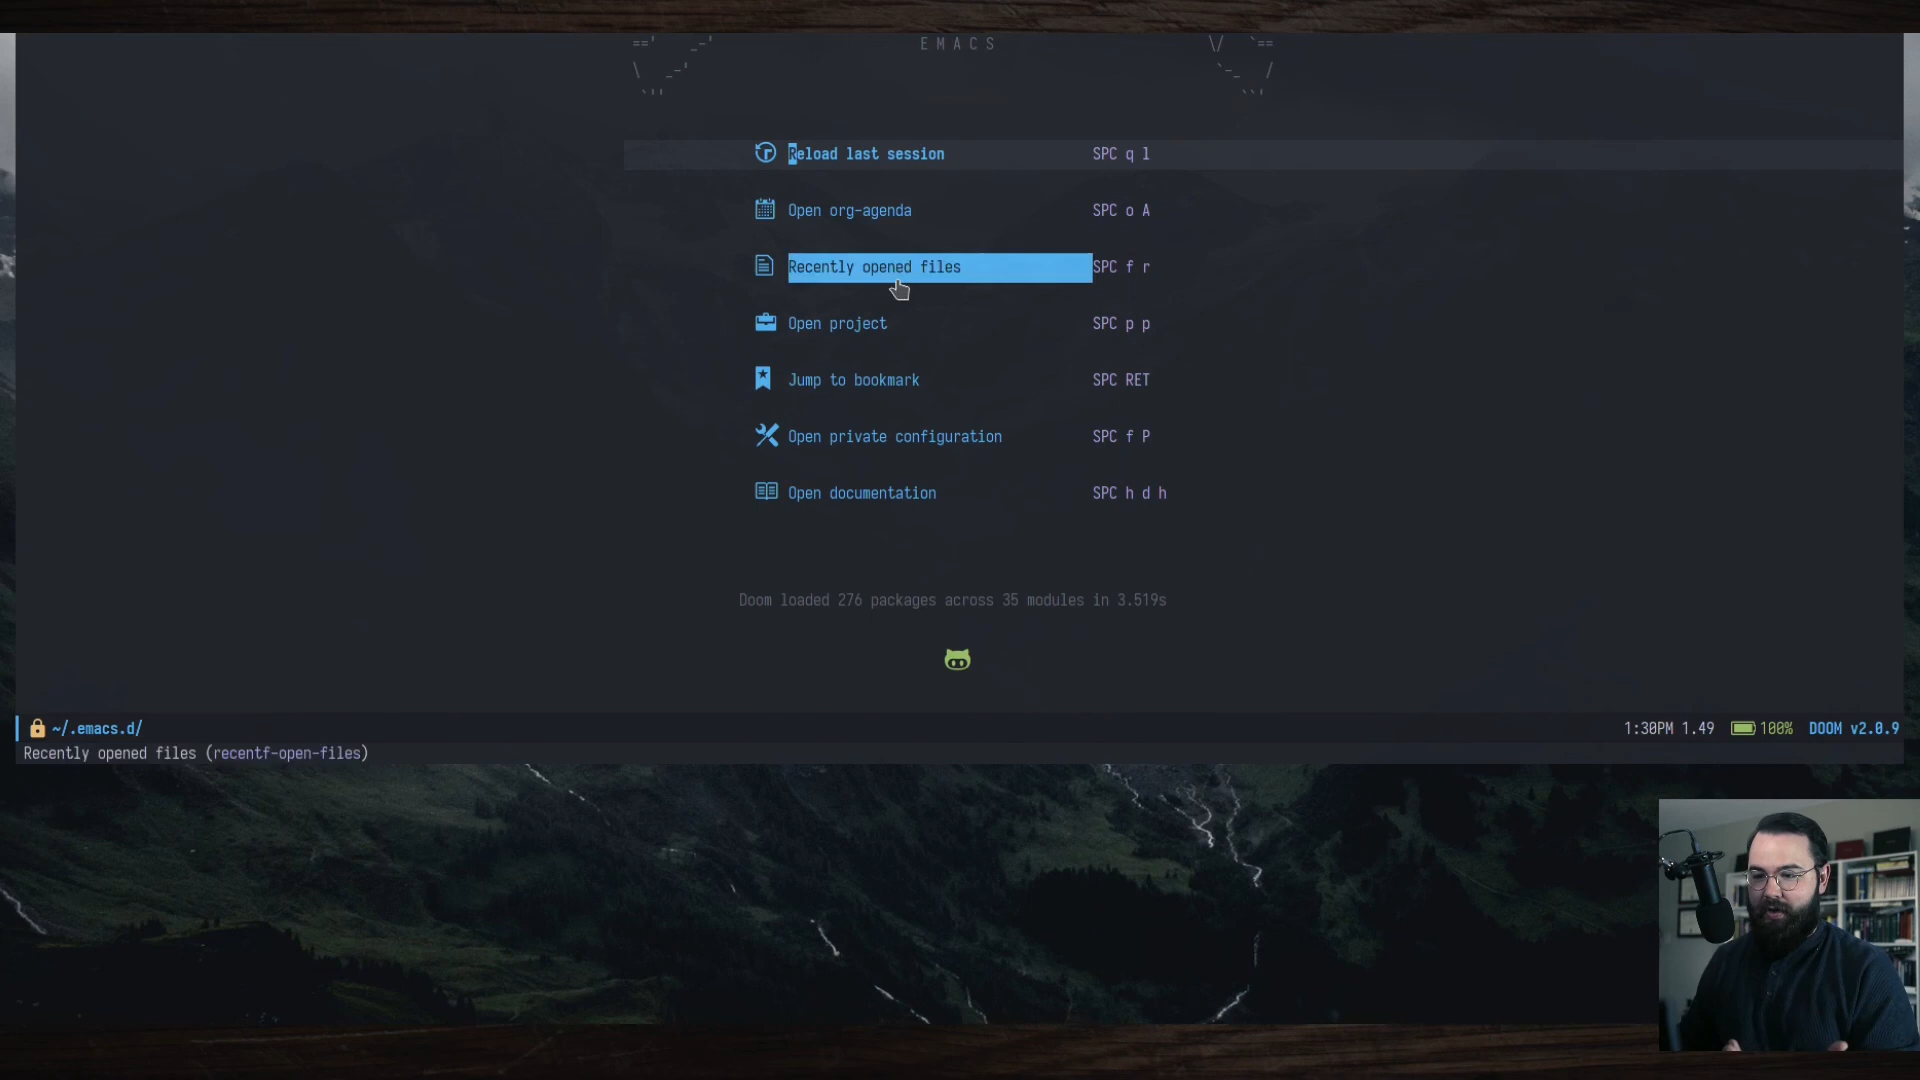 EMACS
Reload last session SPC q l
Open org-agenda SPC o A
Recently opened files SPC f r
Open project SPC p p
Jump to bookmark SPC RET
Open private configuration SPC f P
Open documentation SPC h d h
Doom loaded 276 packages across 35 modules in 3.519s
~/.emacs.d/ 1:30PM 1.49 100% DOOM v2.0.9
Recently opened files (recentf-open-files)